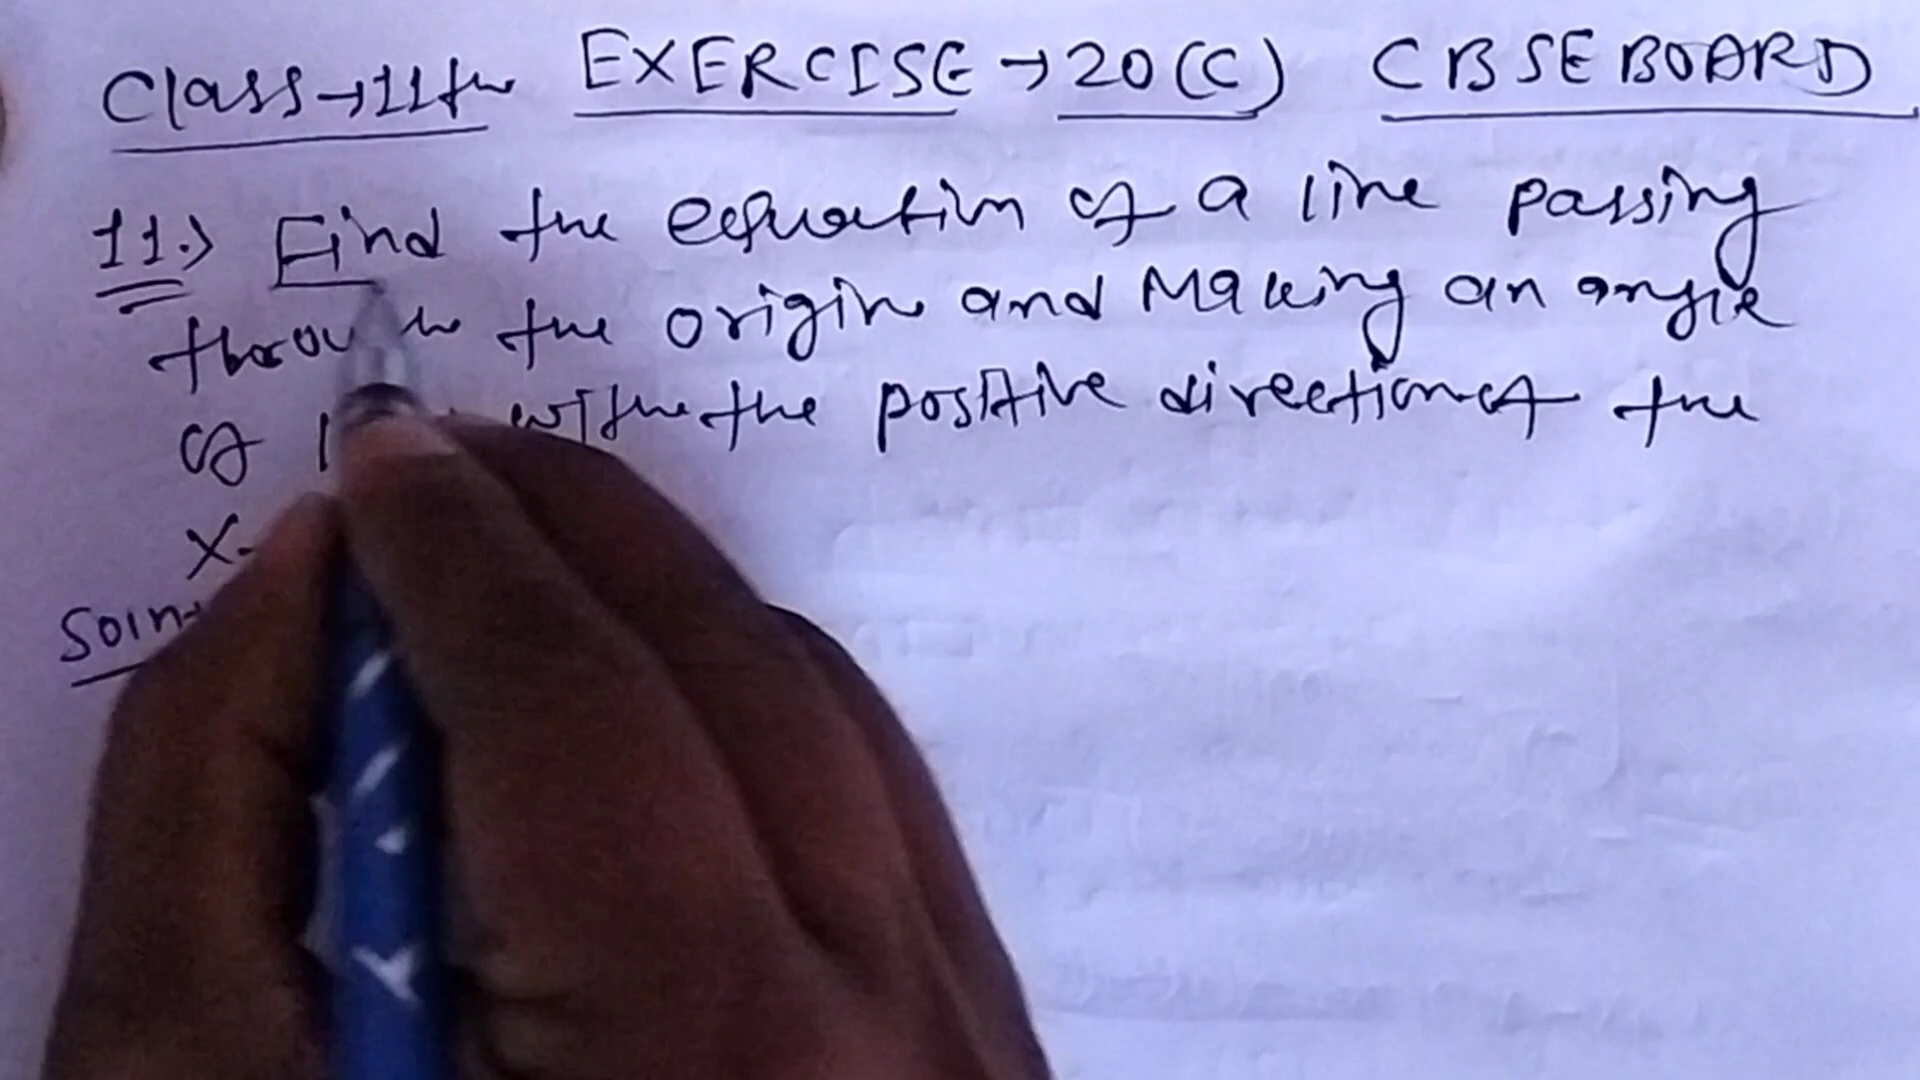 Class→11th EXERCISE→20(C) CBSE BOARD
11.> Find the equation of a line passing
the origin and Making an angle
of with the positive direction of the
X-
Soln